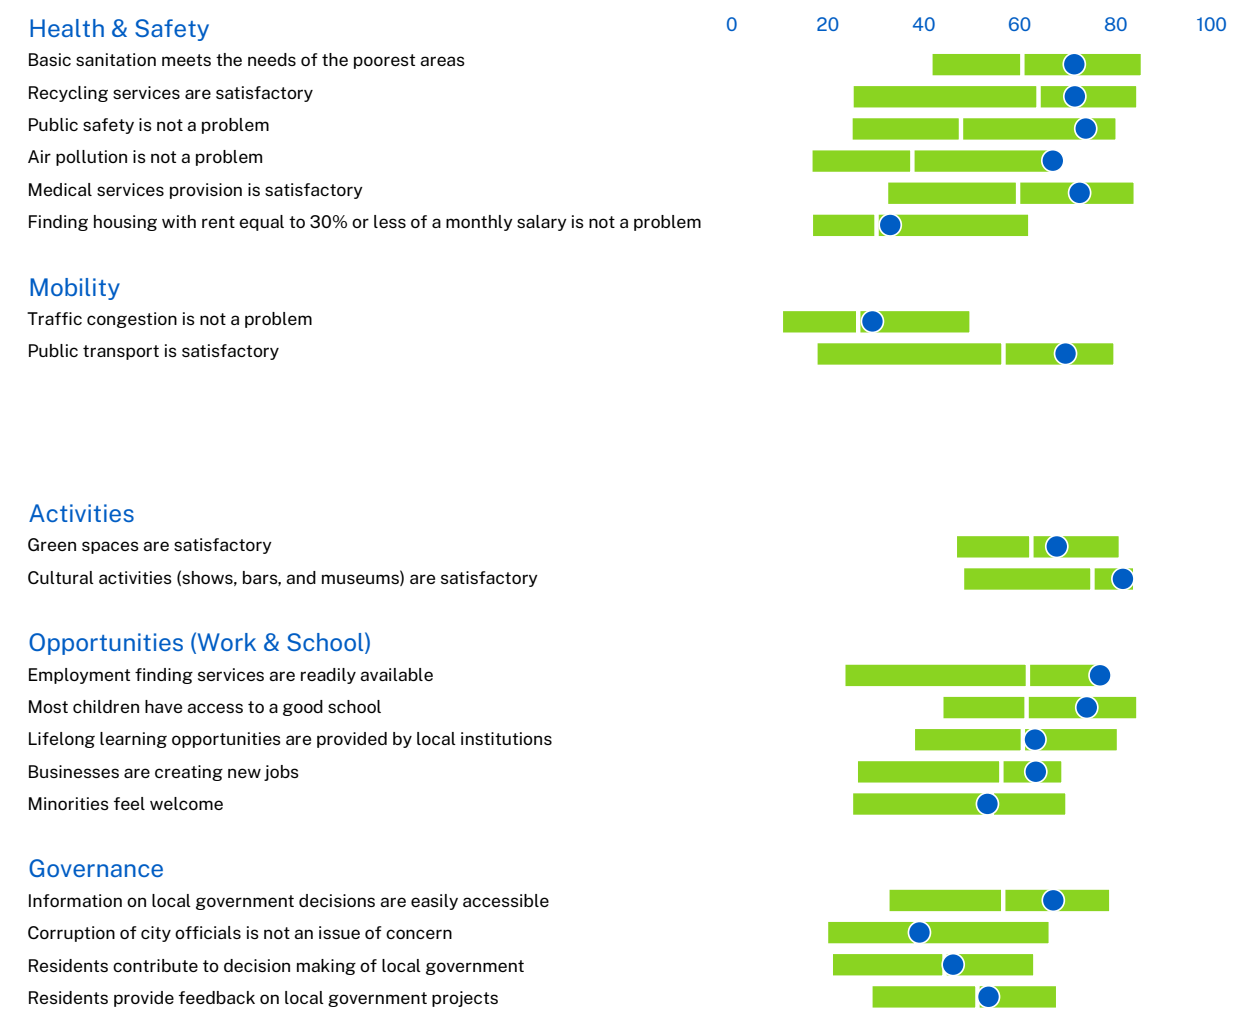 Health & Safety
0 20 40 60 80 100
Basic sanitation meets the needs of the poorest areas
Recycling services are satisfactory
Public safety is not a problem
Air pollution is not a problem
Medical services provision is satisfactory
Finding housing with rent equal to 30% or less of a monthly salary is not a problem
Mobility
Traffic congestion is not a problem
Public transport is satisfactory
Activities
Green spaces are satisfactory
Cultural activities (shows, bars, and museums) are satisfactory
Opportunities (Work & School)
Employment finding services are readily available
Most children have access to a good school
Lifelong learning opportunities are provided by local institutions
Businesses are creating new jobs
Minorities feel welcome
Governance
Information on local government decisions are easily accessible
Corruption of city officials is not an issue of concern
Residents contribute to decision making of local government
Residents provide feedback on local government projects